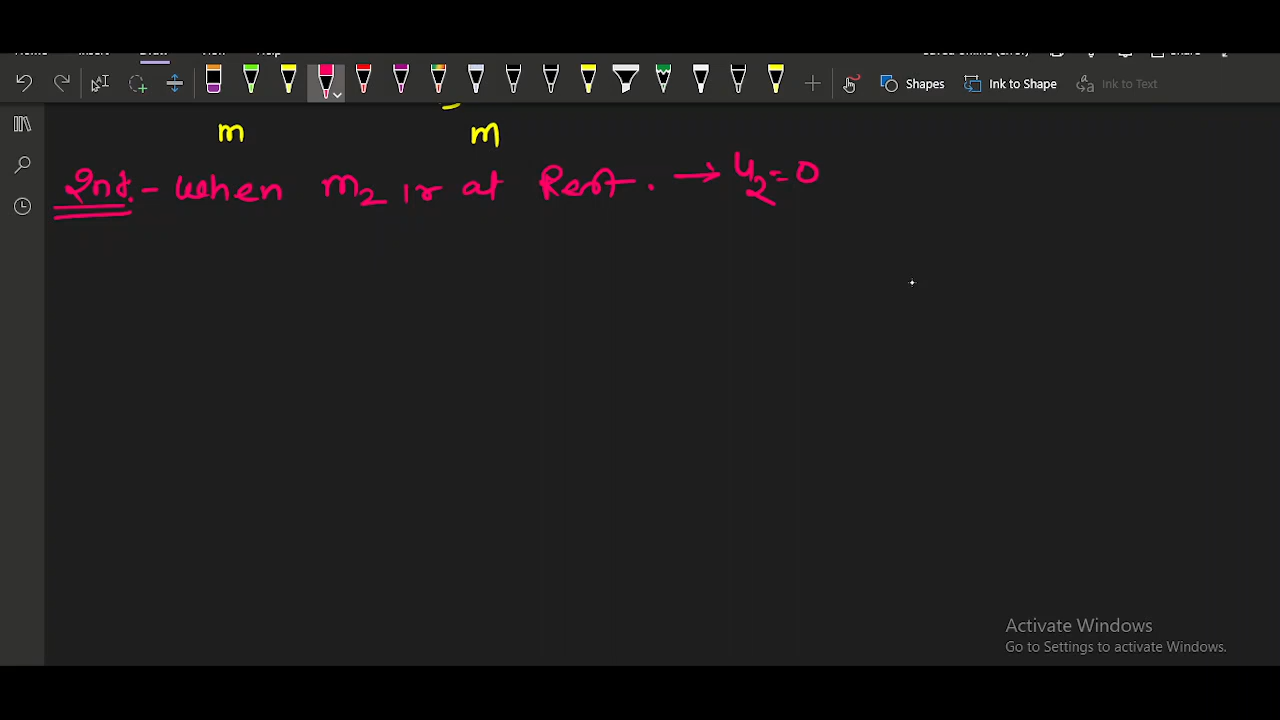 Shapes Ink to Shape Ink to Text
m m
2nd. - When m₂ is at Rest. → U₂ = 0
Activate Windows
Go to Settings to activate Windows.